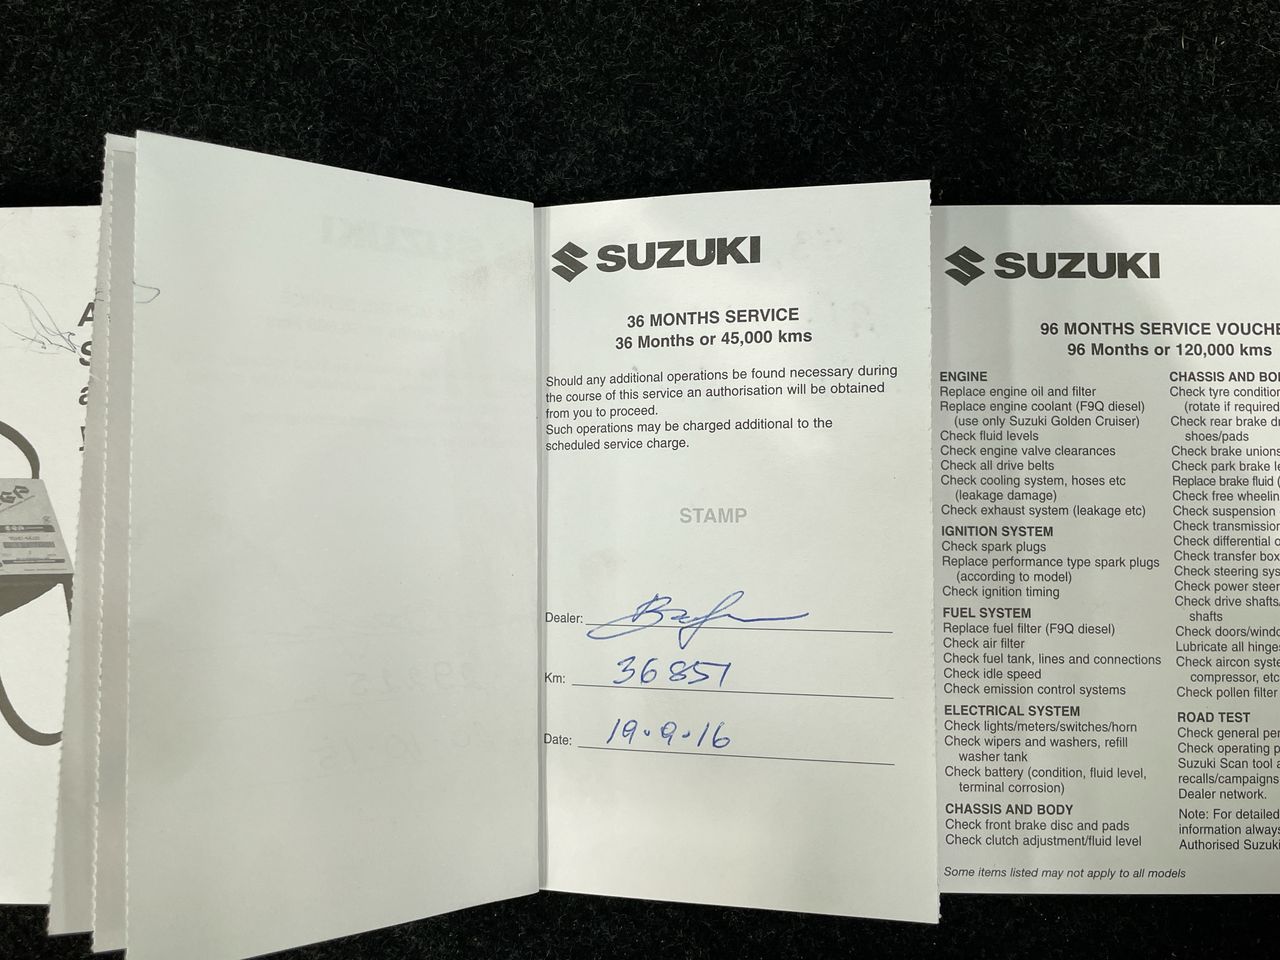 SUZUKI
36 MONTHS SERVICE
36 Months or 45,000 kms
Should any additional operations be found necessary during
the course of this service an authorisation will be obtained
from you to proceed.
Such operations may be charged additional to the
scheduled service charge.
STAMP
Dealer:
Km: 36851
Date: 19.9.16
SUZUKI
96 MONTHS SERVICE
96 Months or 120,000 kms
ENGINE
Replace engine oil and filter
Replace engine coolant (F9Q diesel)
(use only Suzuki Golden Cruiser)
Check fluid levels
Check engine valve clearances
Check all drive belts
Check cooling system, hoses etc
(leakage damage)
Check exhaust system (leakage etc)
IGNITION SYSTEM
Check spark plugs
Replace performance type spark plugs
(according to model)
Check ignition timing
FUEL SYSTEM
Replace fuel filter (F9Q diesel)
Check air filter
Check fuel tank, lines and connections
Check idle speed
Check emission control systems
ELECTRICAL SYSTEM
Check lights/meters/switches/horn
Check wipers and washers, refill
washer tank
Check battery (condition, fluid level,
terminal corrosion)
CHASSIS AND BODY
Check front brake disc and pads
Check clutch adjustment/fluid level
CHASSIS AND
Check tyre
(rotate if required
Check rear brake
shoes/pads
Check brake unions
Check park brake
Replace brake fluid
Check free
Check suspension
Check transmission
Check differential
Check transfer box
Check steering
Check power
Check drive shafts/
shafts
Check
Lubricate all
Check aircon
compressor, etc
Check pollen filter
ROAD TEST
Check general
Check operating
Suzuki Scan tool
recalls/campaigns
Dealer network.
Note: For detailed
information always
Authorised Suzuki
Some items listed may not apply to all models